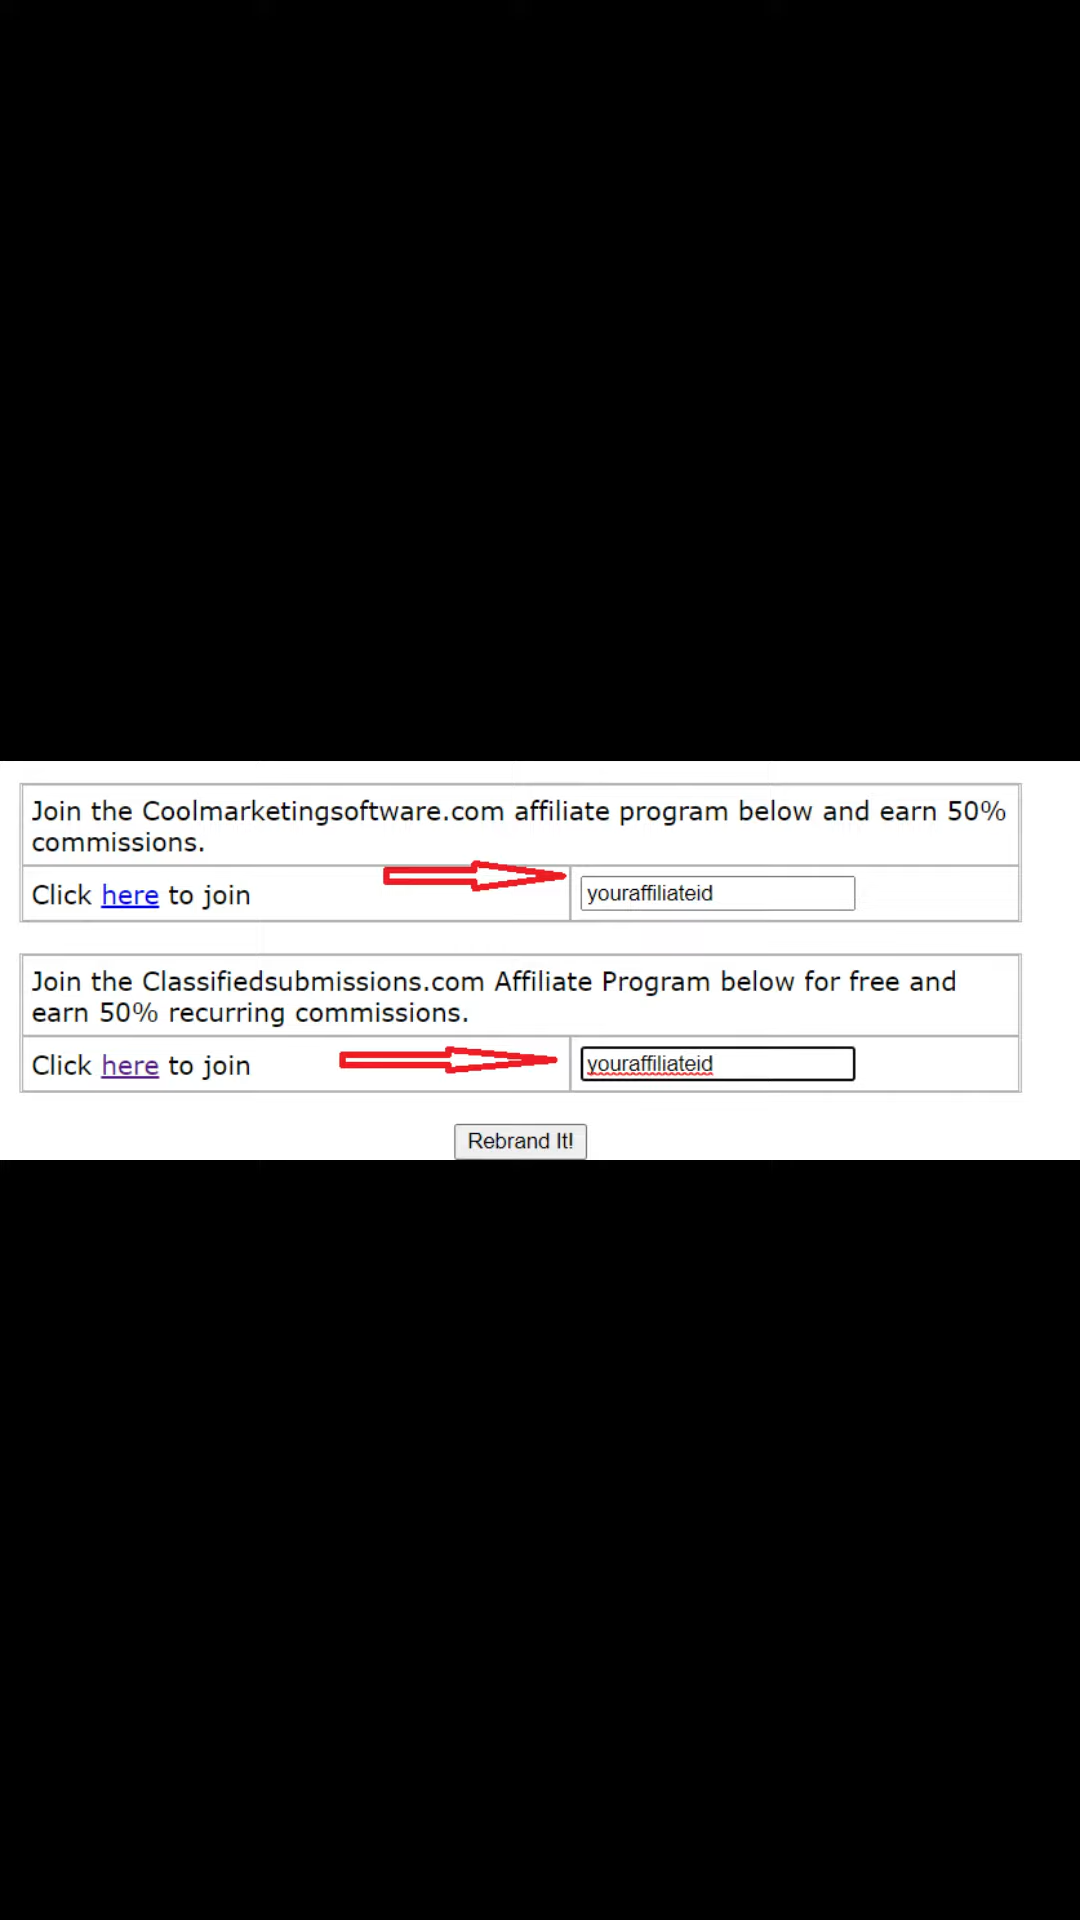 Join the Coolmarketingsoftware.com affiliate program below and earn 50%
commissions.
Click here to join
youraffiliateid
Join the Classifiedsubmissions.com Affiliate Program below for free and
earn 50% recurring commissions.
Click here to join
youraffiliateid
Rebrand It!